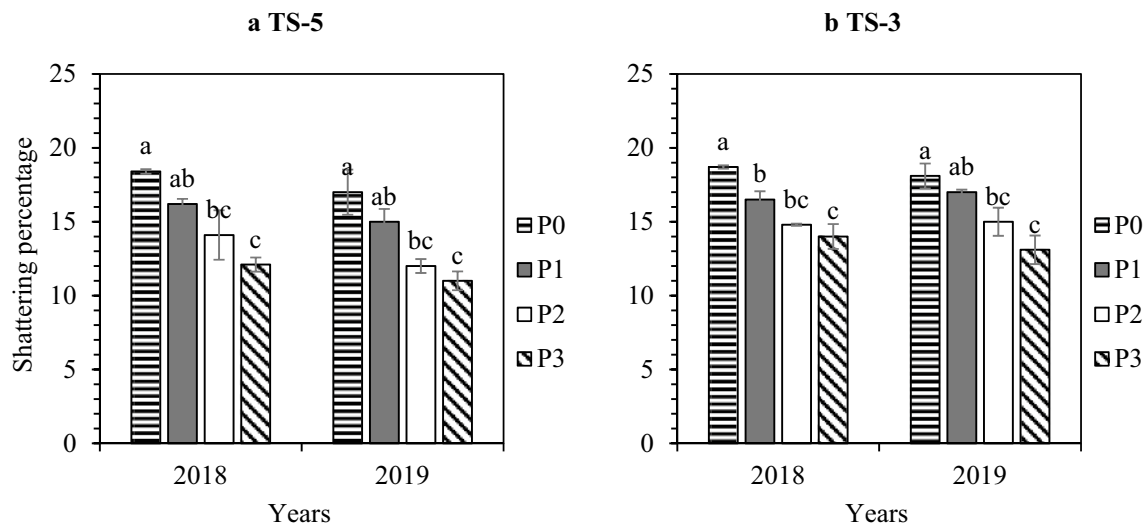 a TS-5
25
20
15
10
5
0
Shattering percentage
a
ab
bc
c
a
ab
bc
c
2018
2019
Years
P0
P1
P2
P3
b TS-3
25
20
15
10
5
0
a
b
bc
c
a
ab
bc
c
2018
2019
Years
P0
P1
P2
P3